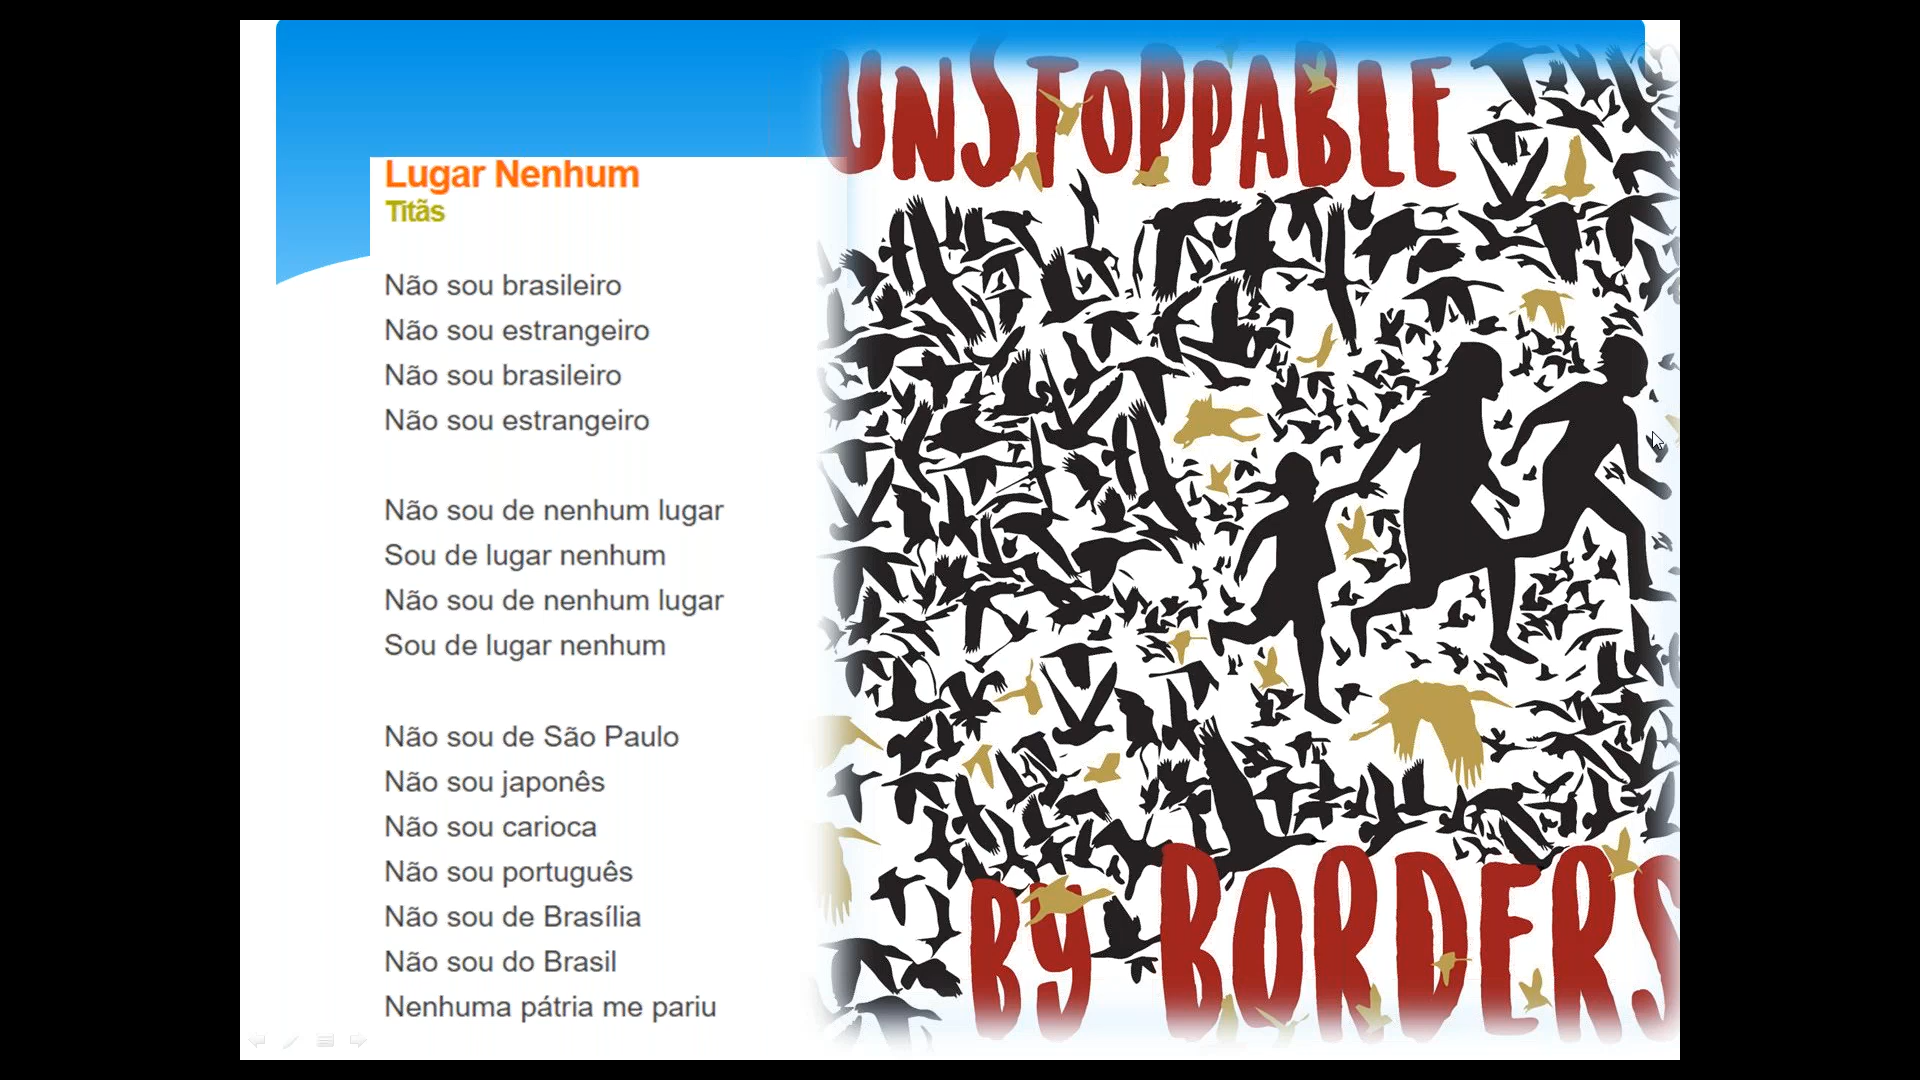 UNSTOPPABLE
Lugar Nenhum
Titãs
Não sou brasileiro
Não sou estrangeiro
Não sou brasileiro
Não sou estrangeiro
Não sou de nenhum lugar
Sou de lugar nenhum
Não sou de nenhum lugar
Sou de lugar nenhum
Não sou de São Paulo
Não sou japonês
Não sou carioca
Não sou português
Não sou de Brasília
Não sou do Brasil
Nenhuma pátria me pariu
BY BORDERS